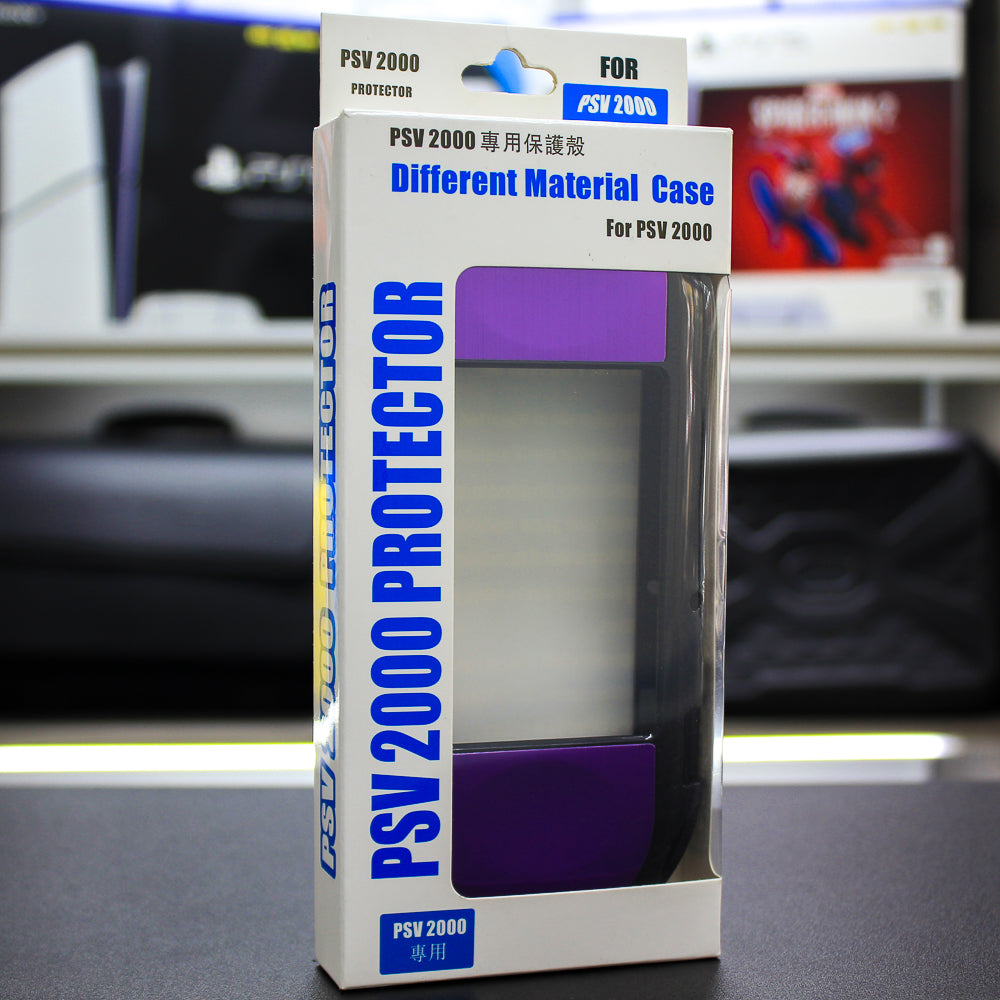 PSV 2000
PROTECTOR
FOR
PSV 2000
PSV 2000 專用保護殼
Different Material Case
For PSV 2000
PSV 2000 PROTECTOR
PSV 2000 PROTECTOR
PSV 2000
專用